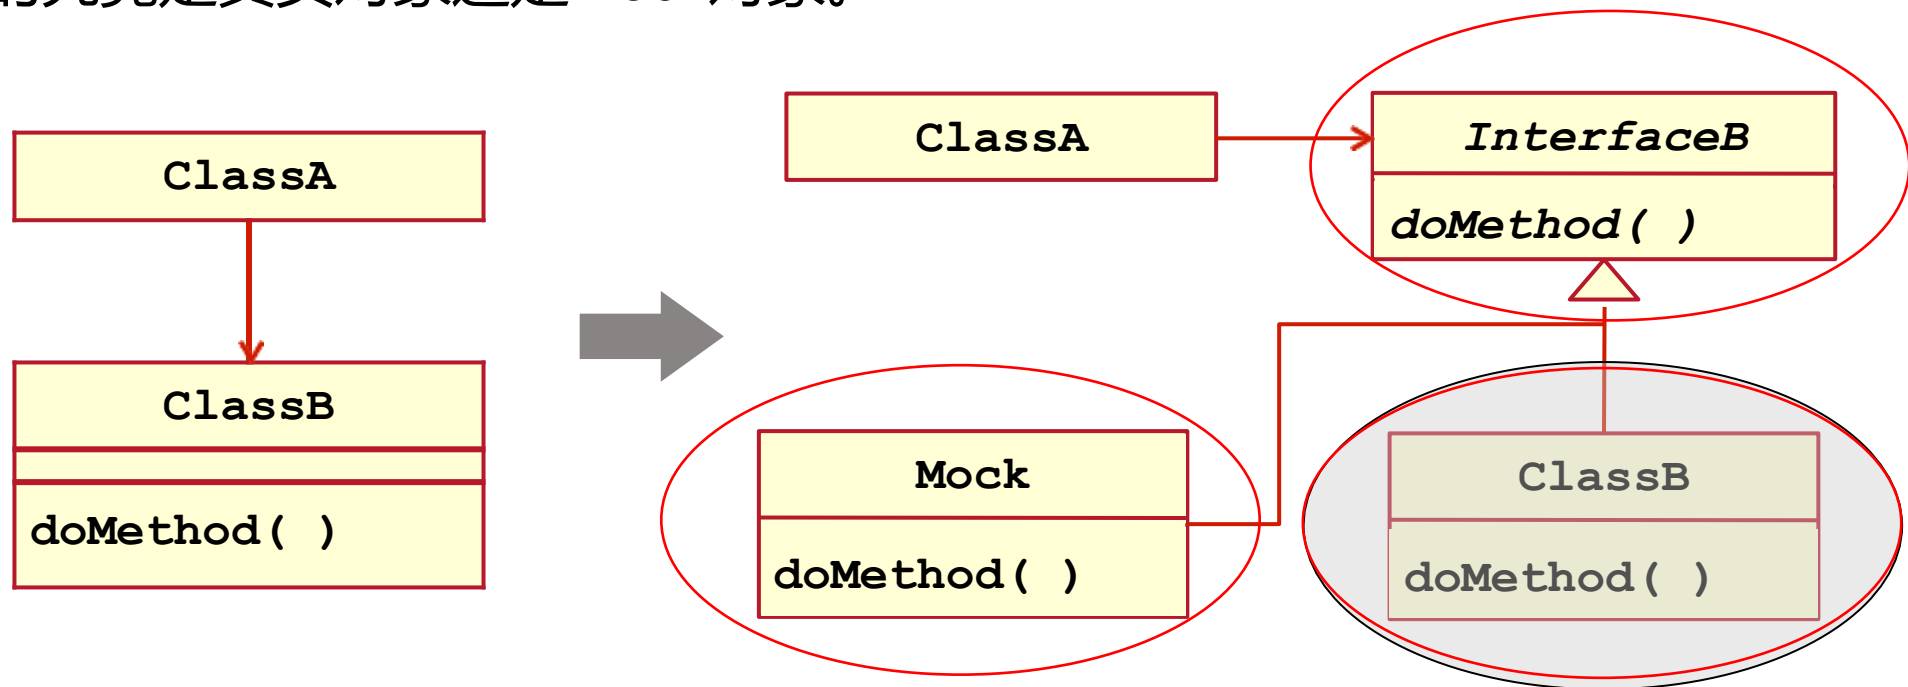 ClassA
ClassB
doMethod( )
ClassA
InterfaceB
doMethod( )
Mock
doMethod( )
ClassB
doMethod( )